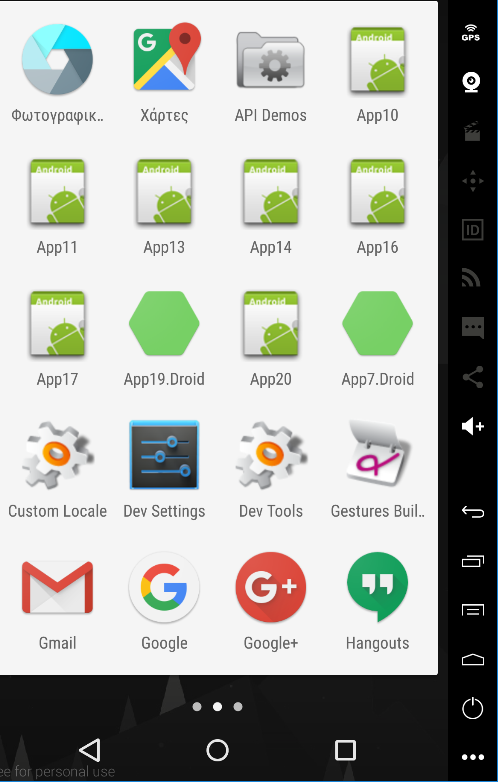 Φωτογραφικ..
Χάρτες
API Demos
App10
App11
App13
App14
App16
App17
App19.Droid
App20
App7.Droid
Custom Locale
Dev Settings
Dev Tools
Gestures Buil..
Gmail
Google
Google+
Hangouts
GPS
ID
ee for personal use